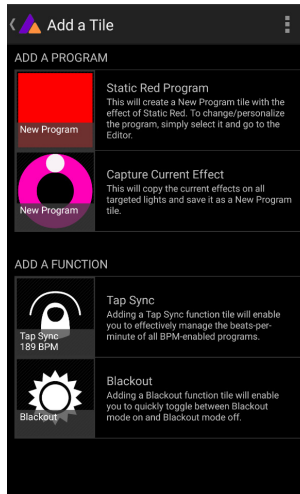 Add a Tile
ADD A PROGRAM
New Program
Static Red Program
This will create a New Program tile with the
effect of Static Red. To change/personalize
the program, simply select it and go to the
Editor.
New Program
Capture Current Effect
This will copy the current effects on all
targeted lights and save it as a New Program
tile.
ADD A FUNCTION
Tap Sync
189 BPM
Tap Sync
Adding a Tap Sync function tile will enable
you to effectively manage the beats-per-
minute of all BPM-enabled programs.
Blackout
Blackout
Adding a Blackout function tile will enable
you to quickly toggle between Blackout
mode on and Blackout mode off.